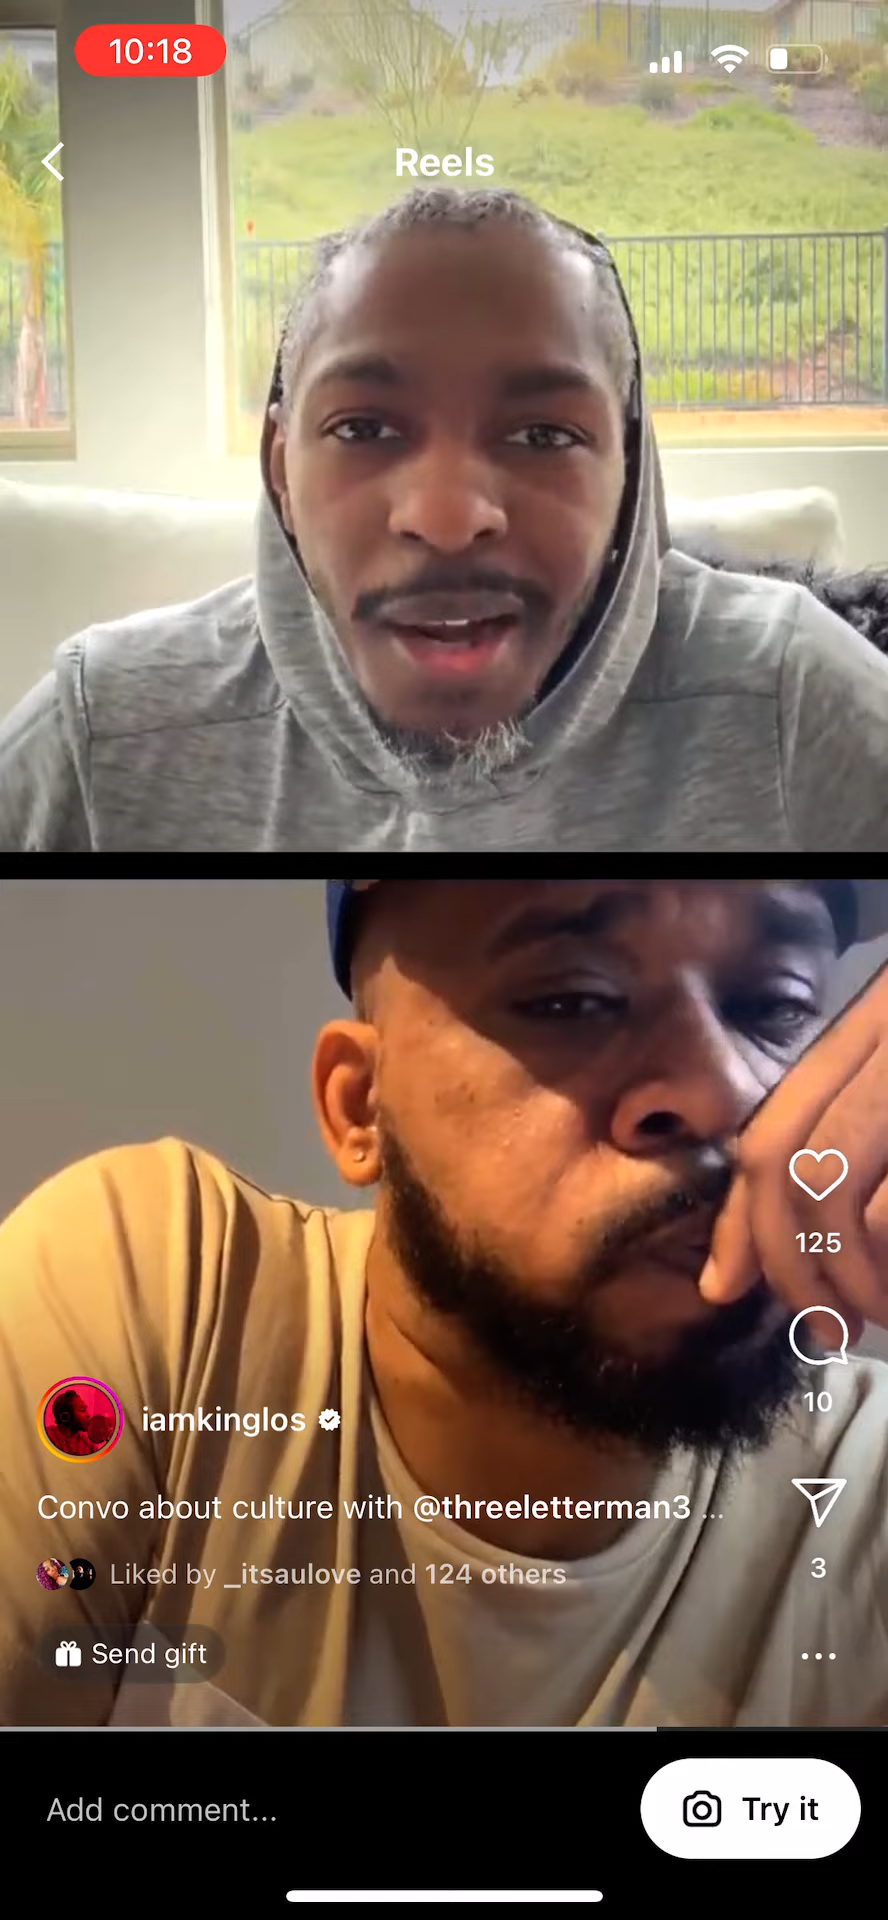 10:18
Reels
125
10
iamkinglos
Convo about culture with @threeletterman3 ...
3
Liked by _itsaulove and 124 others
Send gift
Add comment...
Try it